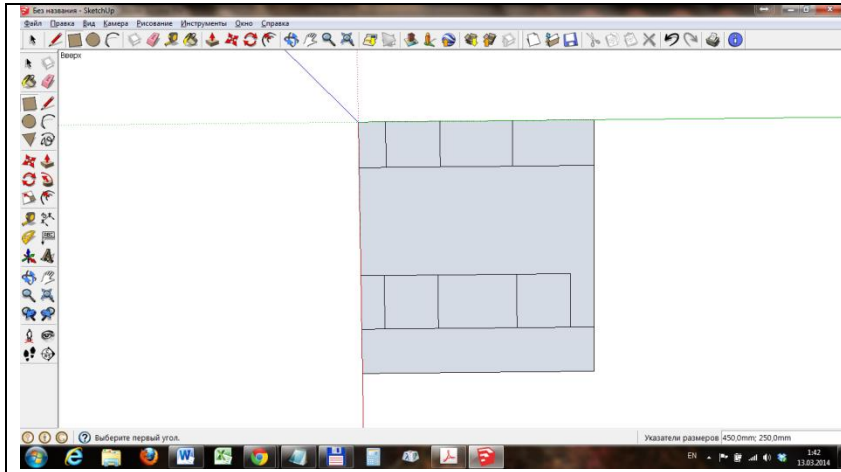 Без названия - SketchUp
Файл Правка Вид Камера Рисование Инструменты Окно Справка
Вверх
Выберите первый угол.
Указатели размеров 450,0mm; 250,0mm
EN
1:42
13.03.2014